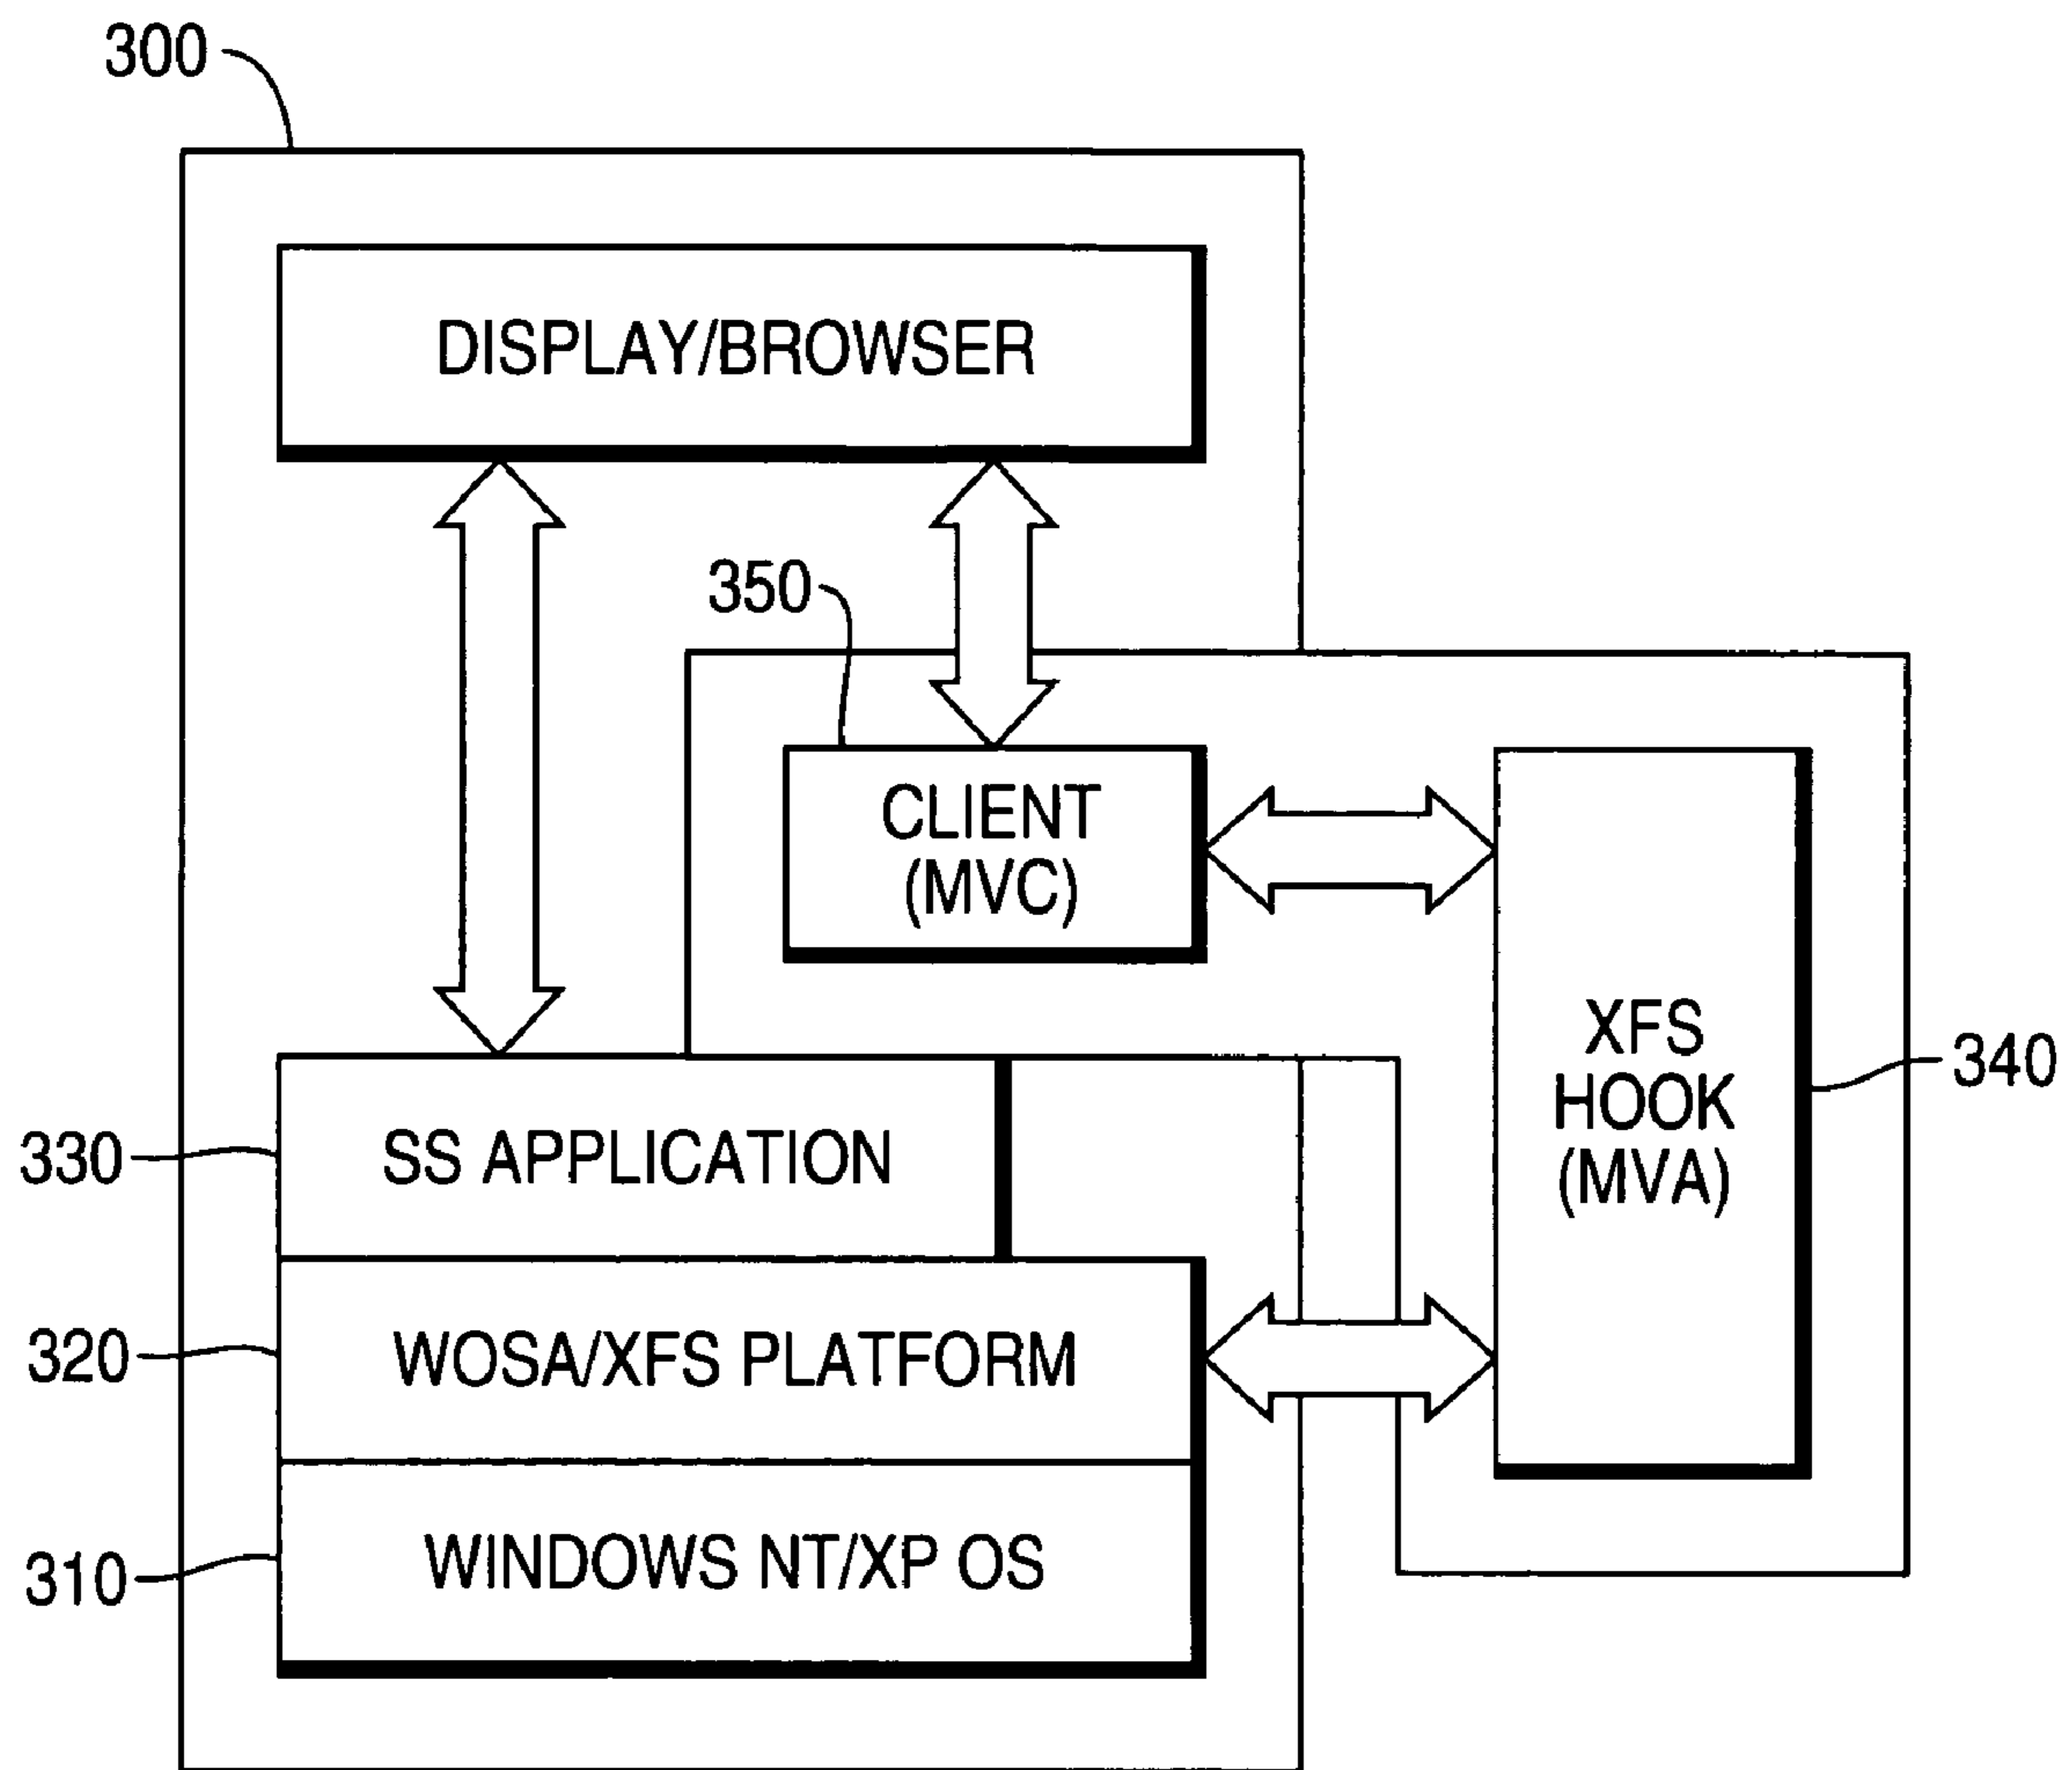 300
DISPLAY/BROWSER
350
CLIENT
(MVC)
XFS
HOOK
(MVA)
340
330
SS APPLICATION
320
WOSA/XFS PLATFORM
310
WINDOWS NT/XP OS